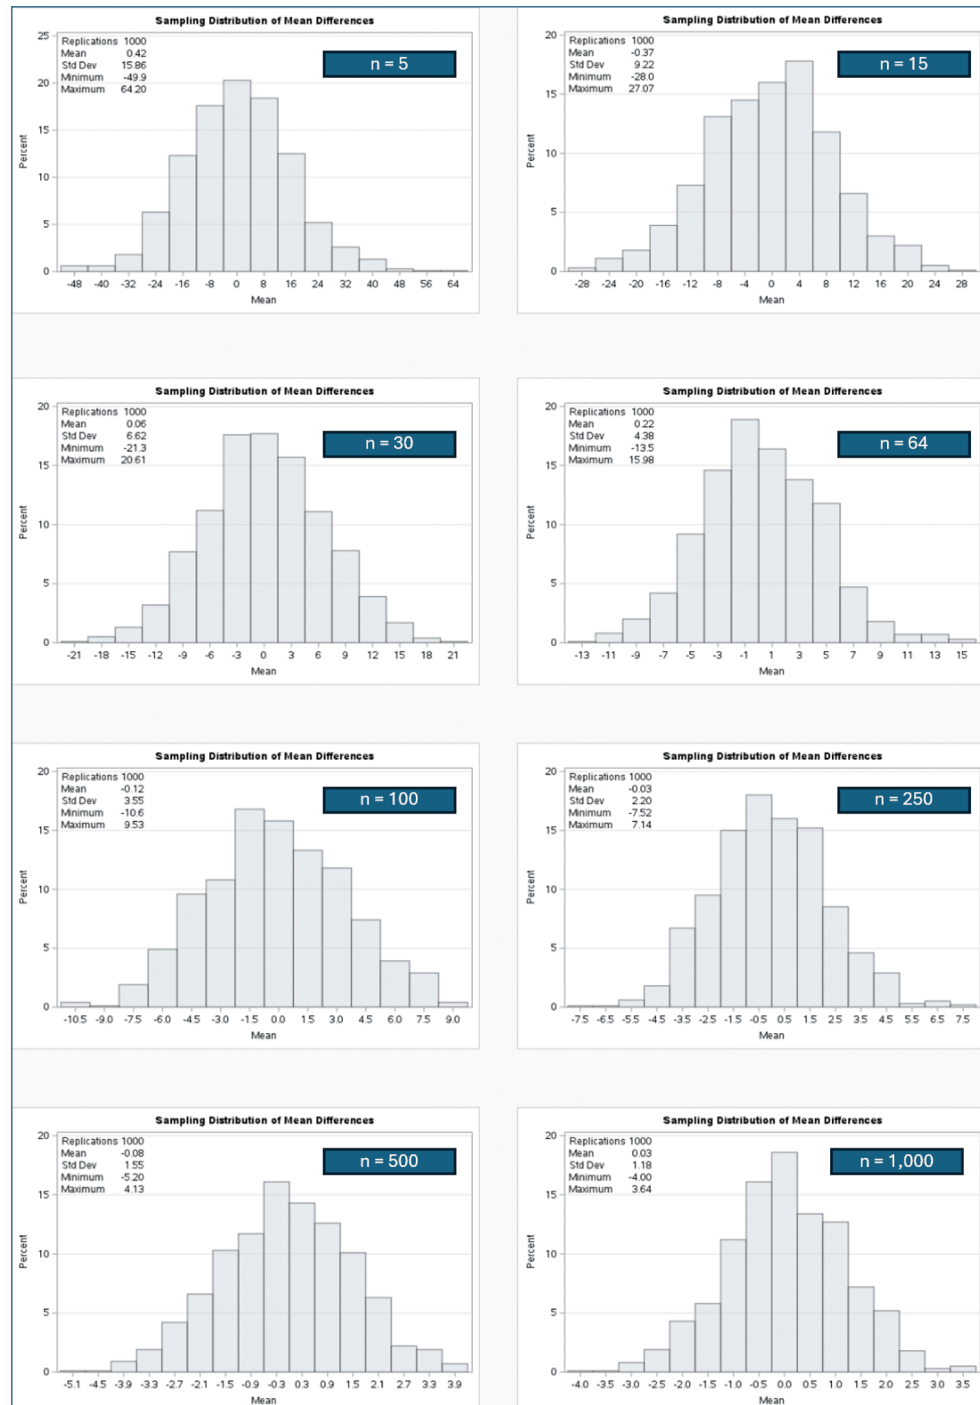 Sampling Distribution of Mean Differences
n = 5
Replications 1000
Mean 0.42
Std Dev 15.86
Minimum -49.9
Maximum 64.20
25
20
15
10
5
0
Percent
-48 -40 -32 -24 -16 -8 0 8 16 24 32 40 48 56 64
Mean
Sampling Distribution of Mean Differences
n = 15
Replications 1000
Mean -0.37
Std Dev 9.22
Minimum -28.0
Maximum 27.07
20
15
10
5
0
Percent
-28 -24 -20 -16 -12 -8 -4 0 4 8 12 16 20 24 28
Mean
Sampling Distribution of Mean Differences
n = 30
Replications 1000
Mean 0.06
Std Dev 6.62
Minimum -21.3
Maximum 20.61
20
15
10
5
0
Percent
-21 -18 -15 -12 -9 -6 -3 0 3 6 9 12 15 18 21
Mean
Sampling Distribution of Mean Differences
n = 64
Replications 1000
Mean 0.22
Std Dev 4.38
Minimum -13.5
Maximum 15.98
20
15
10
5
0
Percent
-13 -11 -9 -7 -5 -3 -1 1 3 5 7 9 11 13 15
Mean
Sampling Distribution of Mean Differences
n = 100
Replications 1000
Mean -0.12
Std Dev 3.55
Minimum -10.6
Maximum 9.53
20
15
10
5
0
Percent
-10.5 -9.0 -7.5 -6.0 -4.5 -3.0 -1.5 0.0 1.5 3.0 4.5 6.0 7.5 9.0
Mean
Sampling Distribution of Mean Differences
n = 250
Replications 1000
Mean -0.03
Std Dev 2.20
Minimum -7.52
Maximum 7.14
20
15
10
5
0
Percent
-7.5 -6.5 -5.5 -4.5 -3.5 -2.5 -1.5 -0.5 0.5 1.5 2.5 3.5 4.5 5.5 6.5 7.5
Mean
Sampling Distribution of Mean Differences
n = 500
Replications 1000
Mean -0.08
Std Dev 1.55
Minimum -5.20
Maximum 4.13
20
15
10
5
0
Percent
-5.1 -4.5 -3.9 -3.3 -2.7 -2.1 -1.5 -0.9 -0.3 0.3 0.9 1.5 2.1 2.7 3.3 3.9
Mean
Sampling Distribution of Mean Differences
n = 1,000
Replications 1000
Mean 0.03
Std Dev 1.18
Minimum -4.00
Maximum 3.64
20
15
10
5
0
Percent
-4.0 -3.5 -3.0 -2.5 -2.0 -1.5 -1.0 -0.5 0.0 0.5 1.0 1.5 2.0 2.5 3.0 3.5
Mean